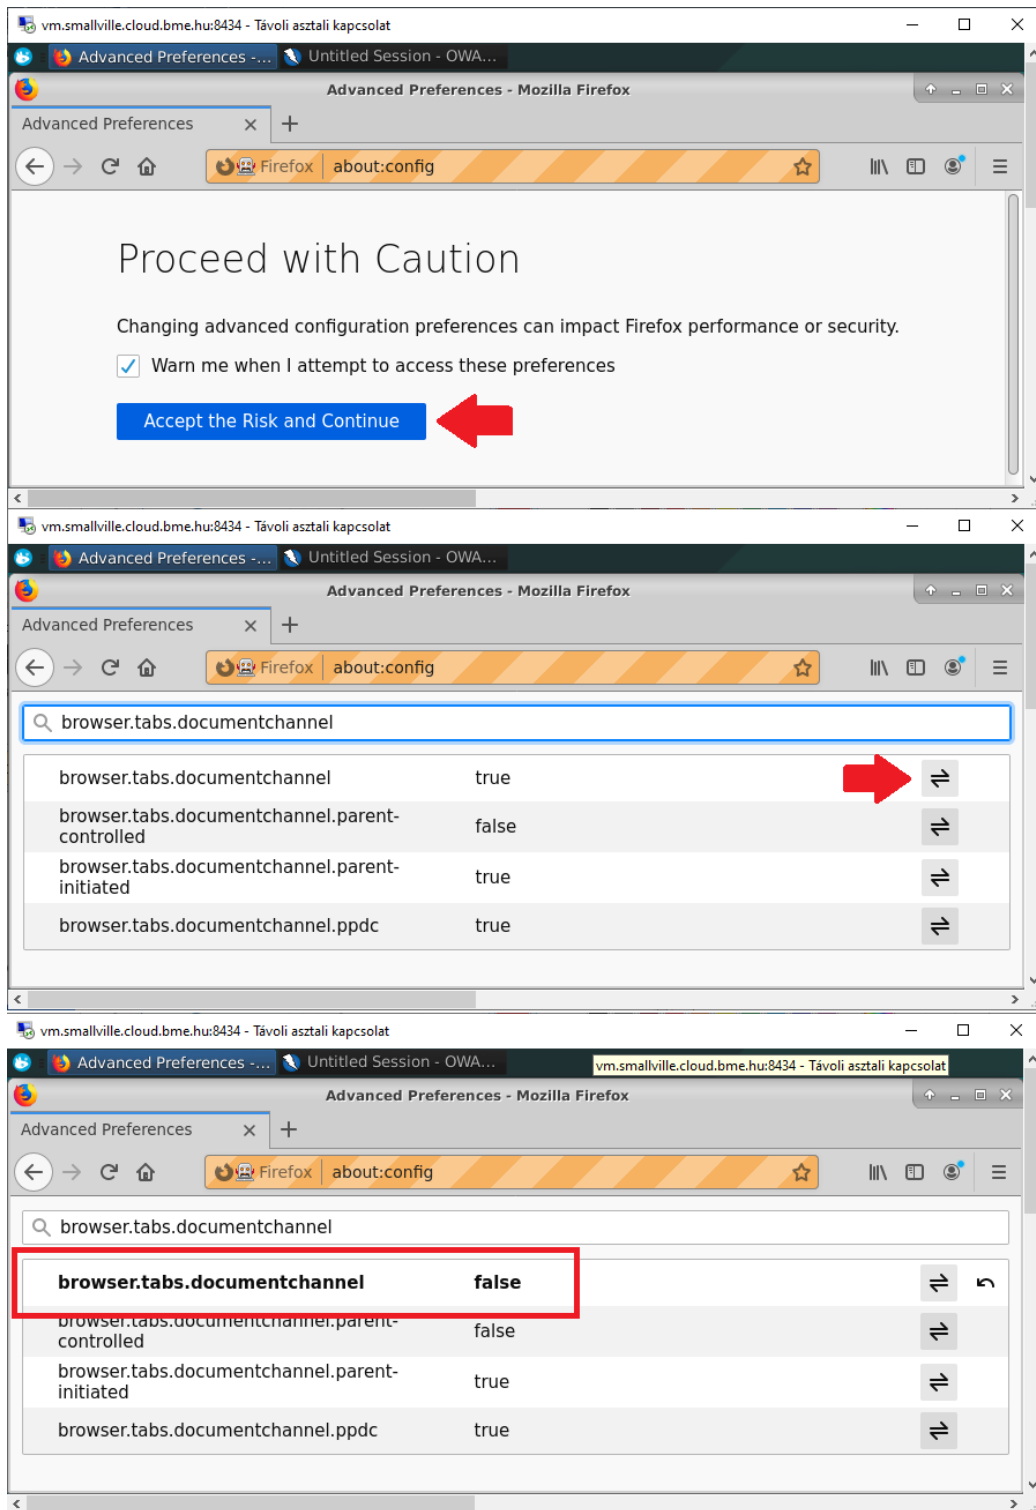 vm.smallville.cloud.bme.hu:8434 - Távoli asztali kapcsolat
Advanced Preferences -... Untitled Session - OWA...
Advanced Preferences - Mozilla Firefox
Advanced Preferences
Firefox about:config
Proceed with Caution
Changing advanced configuration preferences can impact Firefox performance or security.
Warn me when I attempt to access these preferences
Accept the Risk and Continue
vm.smallville.cloud.bme.hu:8434 - Távoli asztali kapcsolat
Advanced Preferences -... Untitled Session - OWA...
Advanced Preferences - Mozilla Firefox
Advanced Preferences
Firefox about:config
browser.tabs.documentchannel
browser.tabs.documentchannel true
browser.tabs.documentchannel.parent-
controlled false
browser.tabs.documentchannel.parent-
initiated true
browser.tabs.documentchannel.ppdc true
vm.smallville.cloud.bme.hu:8434 - Távoli asztali kapcsolat
Advanced Preferences -... Untitled Session - OWA...
vm.smallville.cloud.bme.hu:8434 - Távoli asztali kapcsolat
Advanced Preferences - Mozilla Firefox
Advanced Preferences
Firefox about:config
browser.tabs.documentchannel
browser.tabs.documentchannel false
browser.tabs.documentchannel.parent-
controlled false
browser.tabs.documentchannel.parent-
initiated true
browser.tabs.documentchannel.ppdc true